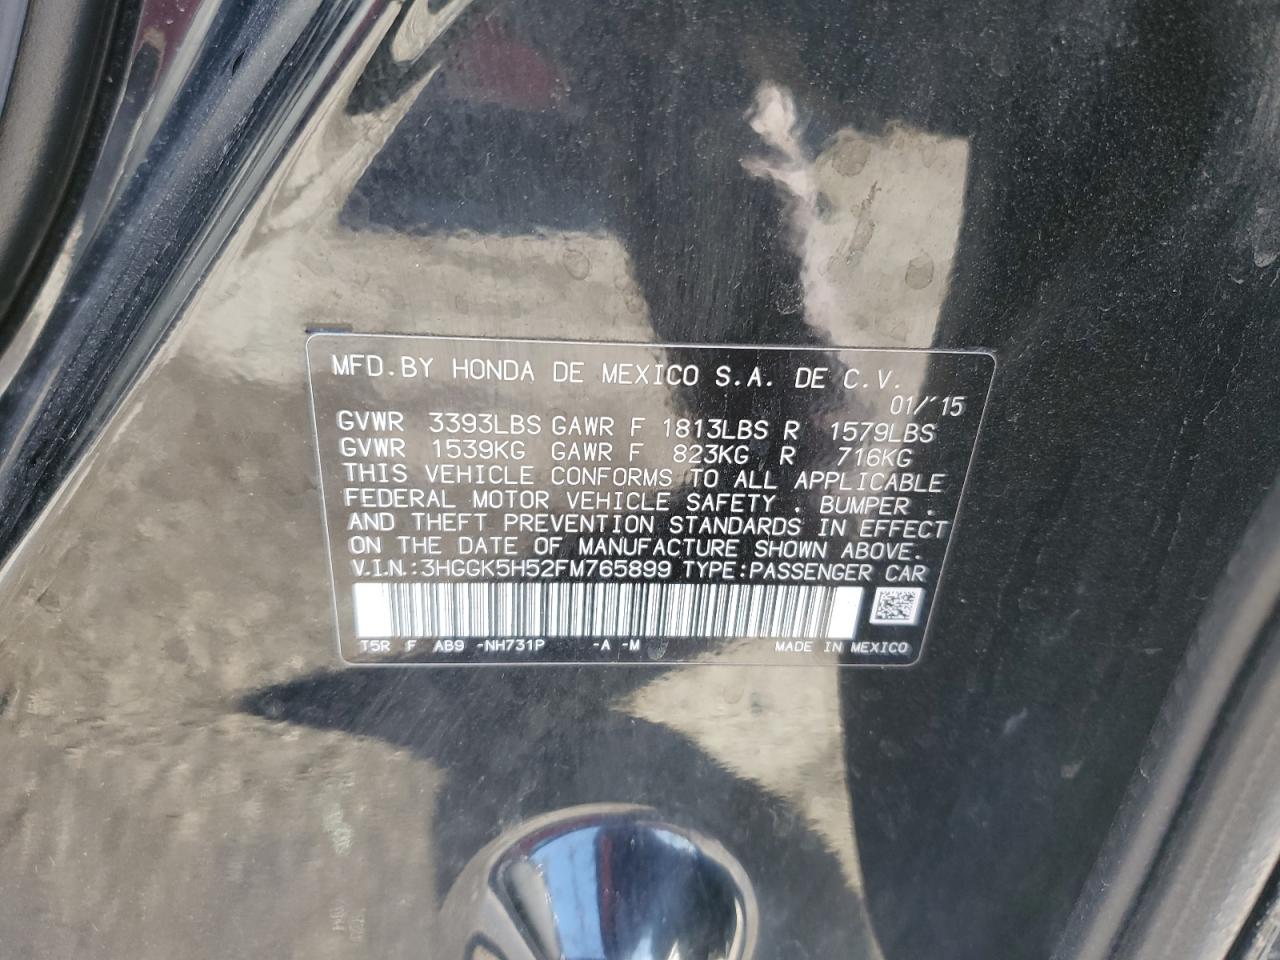 MFD.BY HONDA DE MEXICO S.A. DE C.V.
01/'15
GVWR 3393LBS GAWR F 1813LBS R 1579LBS
GVWR 1539KG GAWR F 823KG R 716KG
THIS VEHICLE CONFORMS TO ALL APPLICABLE
FEDERAL MOTOR VEHICLE SAFETY , BUMPER ,
AND THEFT PREVENTION STANDARDS IN EFFECT
ON THE DATE OF MANUFACTURE SHOWN ABOVE.
V.I.N.:3HGGK5H52FM765899 TYPE:PASSENGER CAR
T5R F AB9 -NH731P -A -M MADE IN MEXICO